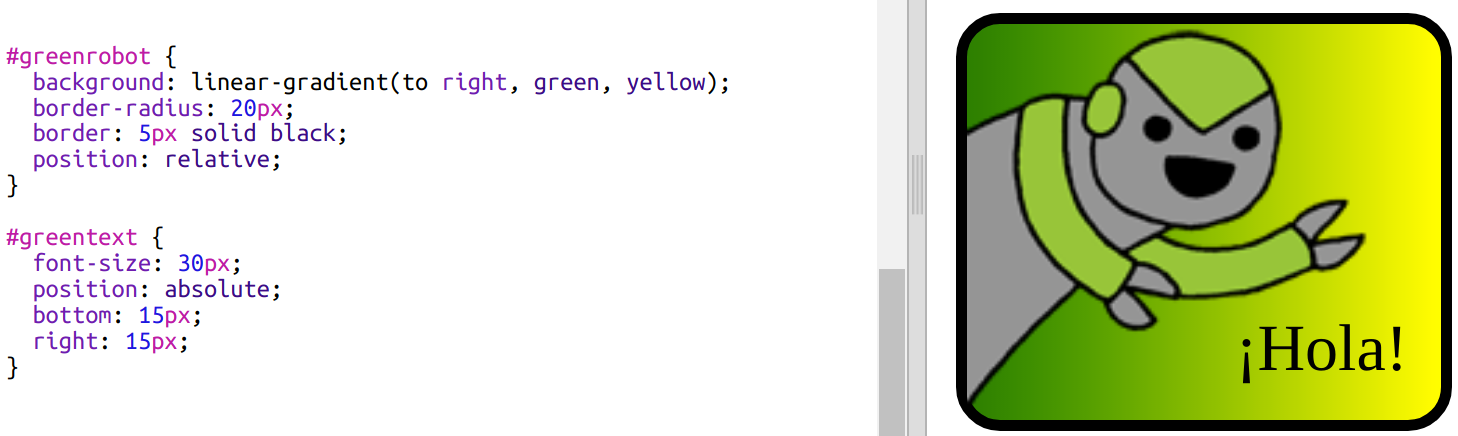 #greenrobot {
  background: linear-gradient(to right, green, yellow);
  border-radius: 20px;
  border: 5px solid black;
  position: relative;
}

#greentext {
  font-size: 30px;
  position: absolute;
  bottom: 15px;
  right: 15px;
}
¡Hola!